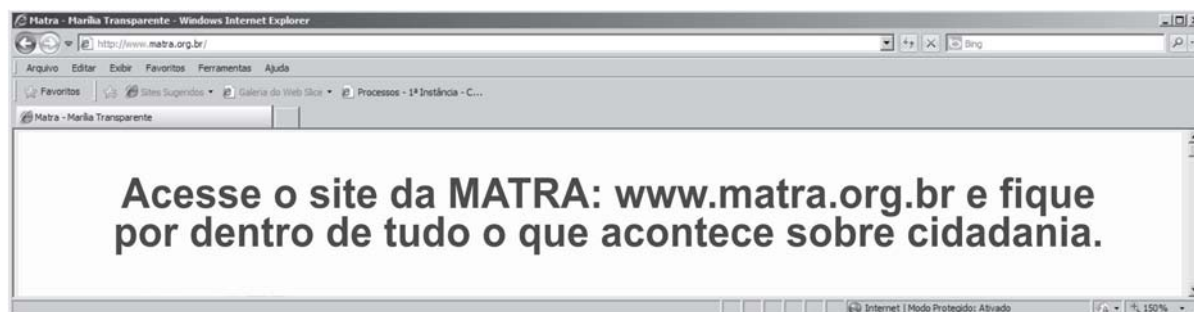 Matra - Marília Transparente - Windows Internet Explorer
http://www.matra.org.br/
Bing
Arquivo Editar Exibir Favoritos Ferramentas Ajuda
Favoritos Sites Sugeridos Galeria do Web Slice Processos - 1ª Instância - C...
Matra - Marília Transparente
Acesse o site da MATRA: www.matra.org.br e fique
por dentro de tudo o que acontece sobre cidadania.
Internet | Modo Protegido: Ativado 150%